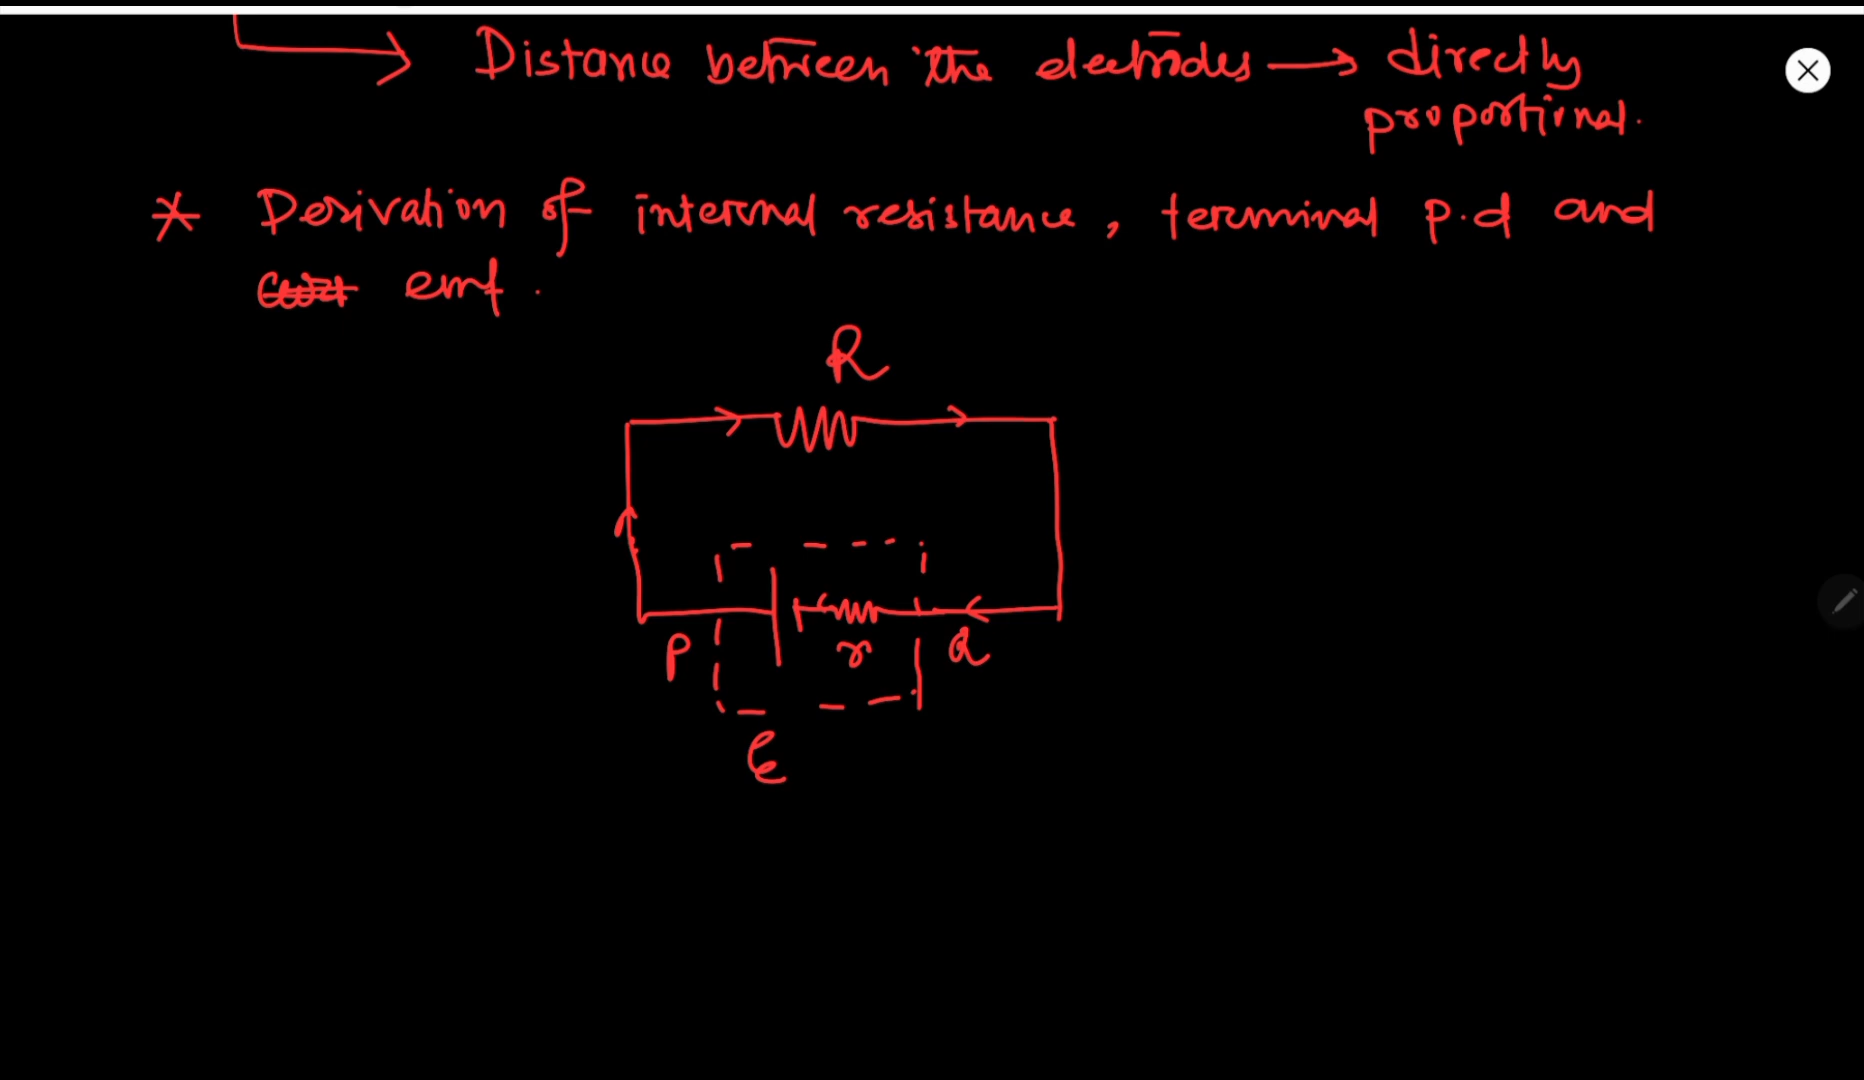 Distance between the electrodes → directly
proportional.
* Derivation of internal resistance, terminal p.d and
emf.
R
P
r
Q
E